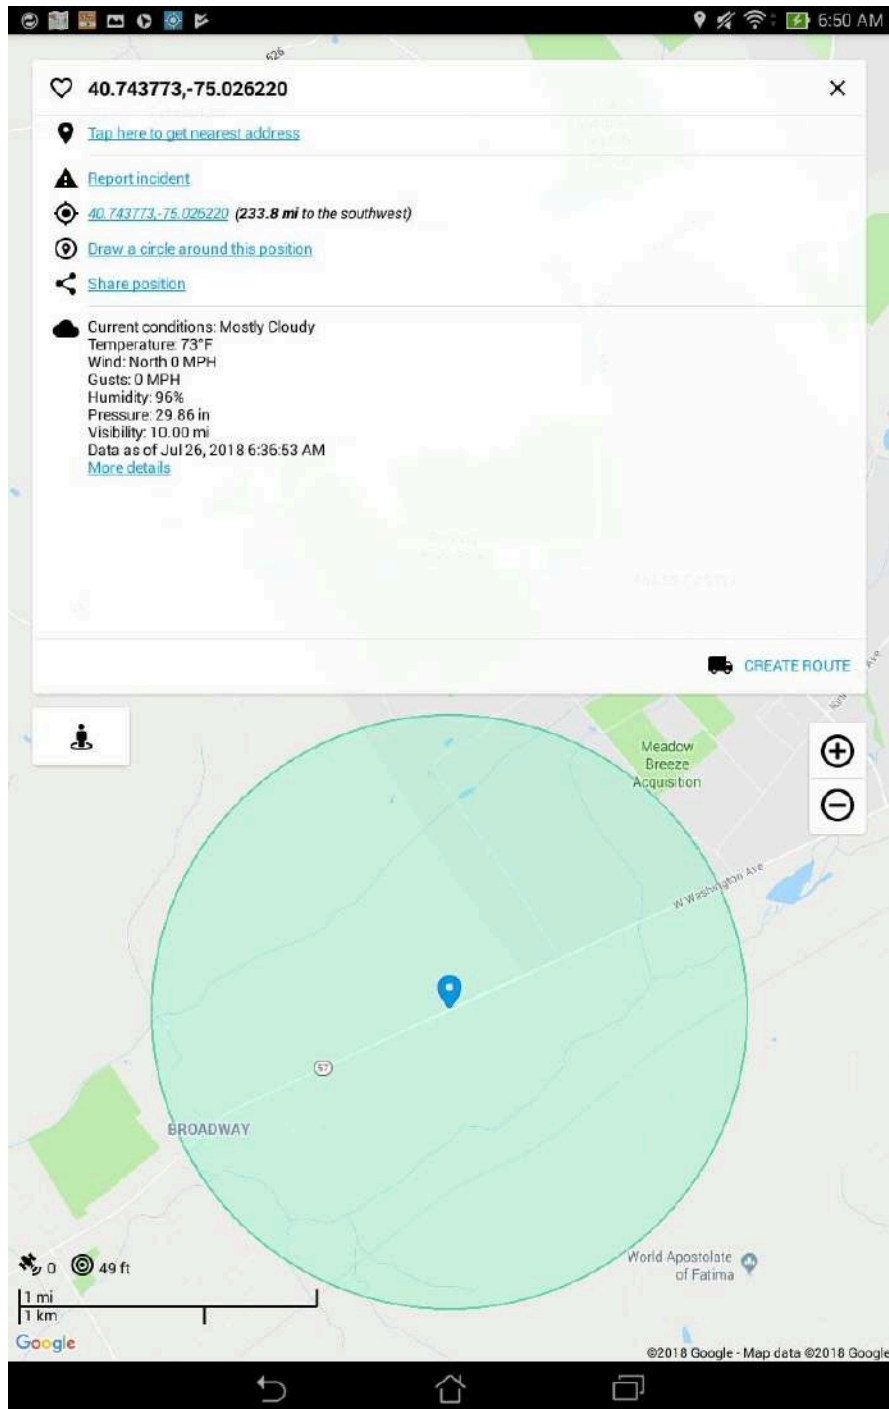 6:50 AM
626
40.743773,-75.026220
Tap here to get nearest address
Report incident
40.743773,-75.026220 (233.8 mi to the southwest)
Draw a circle around this position
Share position
Current conditions: Mostly Cloudy
Temperature: 73°F
Wind: North 0 MPH
Gusts: 0 MPH
Humidity: 96%
Pressure: 29.86 in
Visibility: 10.00 mi
Data as of Jul 26, 2018 6:36:53 AM
More details
CREATE ROUTE
Ave
Meadow
Breeze
Acquisition
W Washington Ave
57
BROADWAY
World Apostolate
of Fatima
0 49 ft
1 mi
1 km
Google
©2018 Google - Map data ©2018 Google